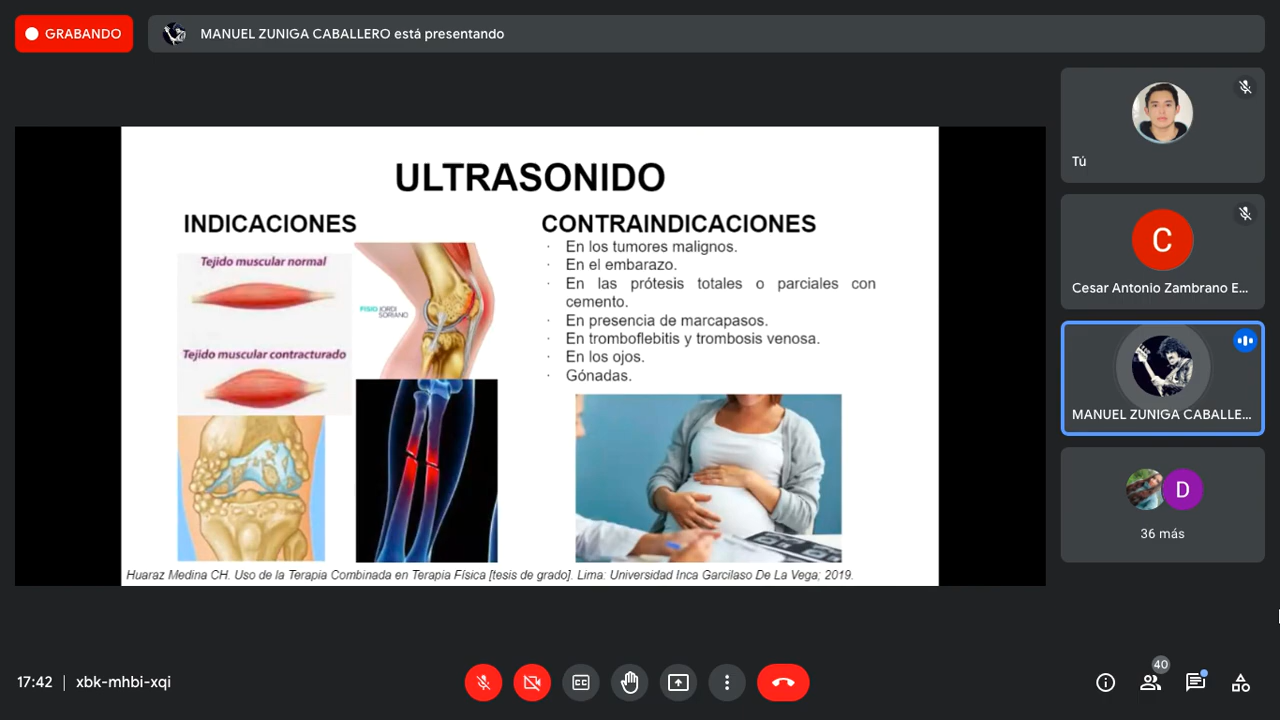 GRABANDO
MANUEL ZUNIGA CABALLERO está presentando
ULTRASONIDO
INDICACIONES
Tejido muscular normal
FISIO JORDI
SORIANO
Tejido muscular contracturado
CONTRAINDICACIONES
· En los tumores malignos.
· En el embarazo.
· En las prótesis totales o parciales con
cemento.
· En presencia de marcapasos.
· En tromboflebitis y trombosis venosa.
· En los ojos.
· Gónadas.
Huaraz Medina CH. Uso de la Terapia Combinada en Terapia Física [tesis de grado]. Lima: Universidad Inca Garcilaso De La Vega; 2019.
Tú
C
Cesar Antonio Zambrano E...
MANUEL ZUNIGA CABALLE...
D
36 más
17:42 | xbk-mhbi-xqi
CC
40